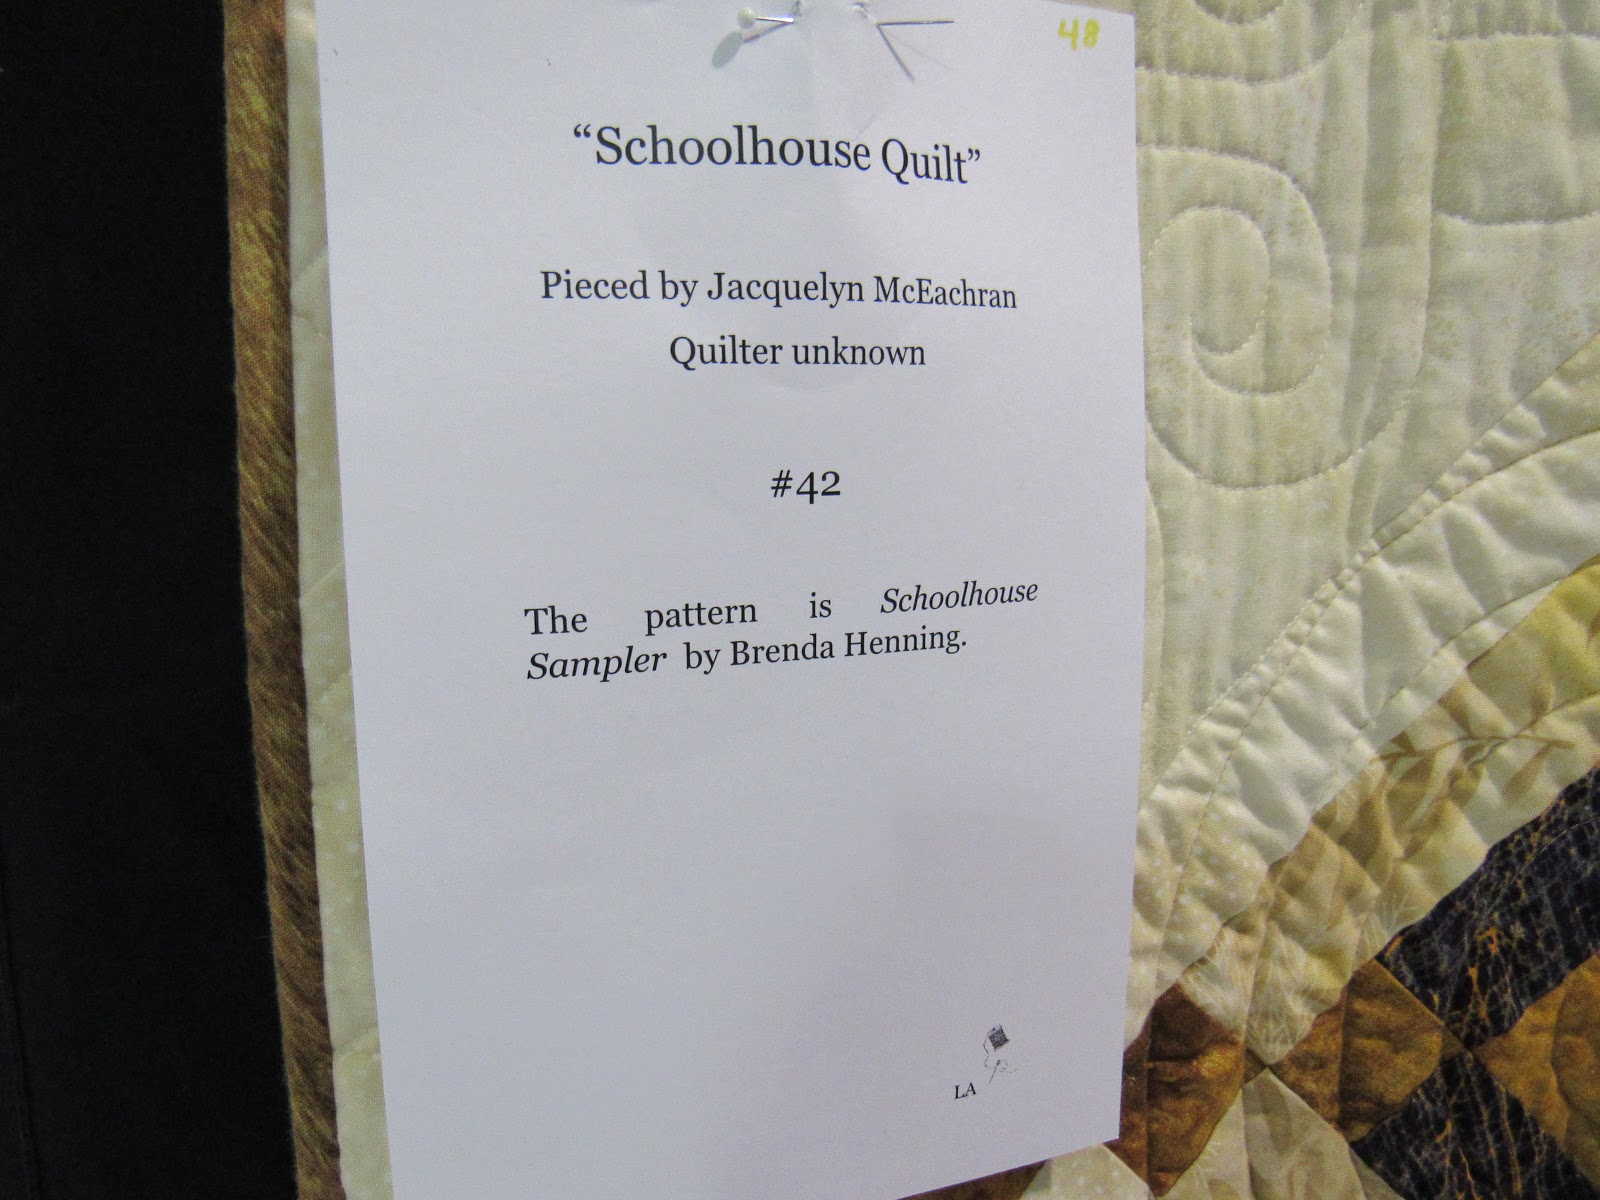 48
“Schoolhouse Quilt”
Pieced by Jacquelyn McEachran
Quilter unknown
#42
The pattern is Schoolhouse
Sampler by Brenda Henning.
LA